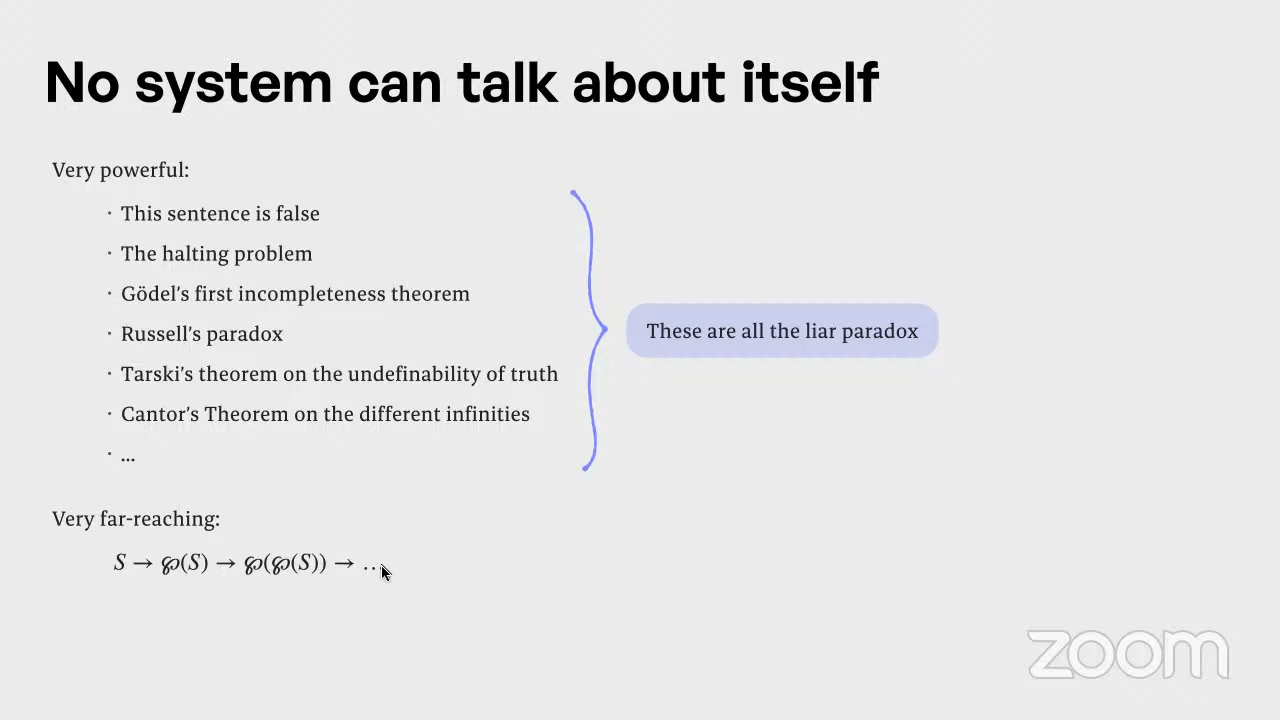 No system can talk about itself
Very powerful:
· This sentence is false
· The halting problem
· Gödel’s first incompleteness theorem
· Russell’s paradox
· Tarski’s theorem on the undefinability of truth
· Cantor’s Theorem on the different infinities
· ...
These are all the liar paradox
Very far-reaching:
S → ℘(S) → ℘(℘(S)) → …
zoom